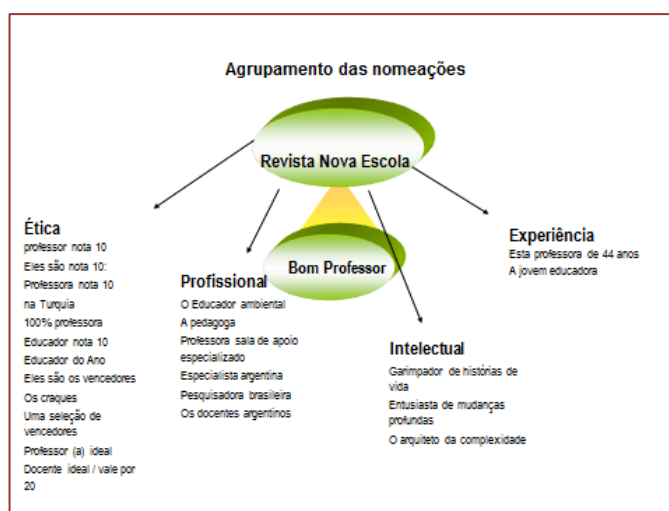 Agrupamento das nomeações
Revista Nova Escola
Bom Professor
Ética
professor nota 10
Eles são nota 10:
Professora nota 10
na Turquia
100% professora
Educador nota 10
Educador do Ano
Eles são os vencedores
Os craques
Uma seleção de
vencedores
Professor (a) ideal
Docente ideal / vale por
20
Profissional
O Educador ambiental
A pedagoga
Professora sala de apoio
especializado
Especialista argentina
Pesquisadora brasileira
Os docentes argentinos
Intelectual
Garimpador de histórias de
vida
Entusiasta de mudanças
profundas
O arquiteto da complexidade
Experiência
Esta professora de 44 anos
A jovem educadora